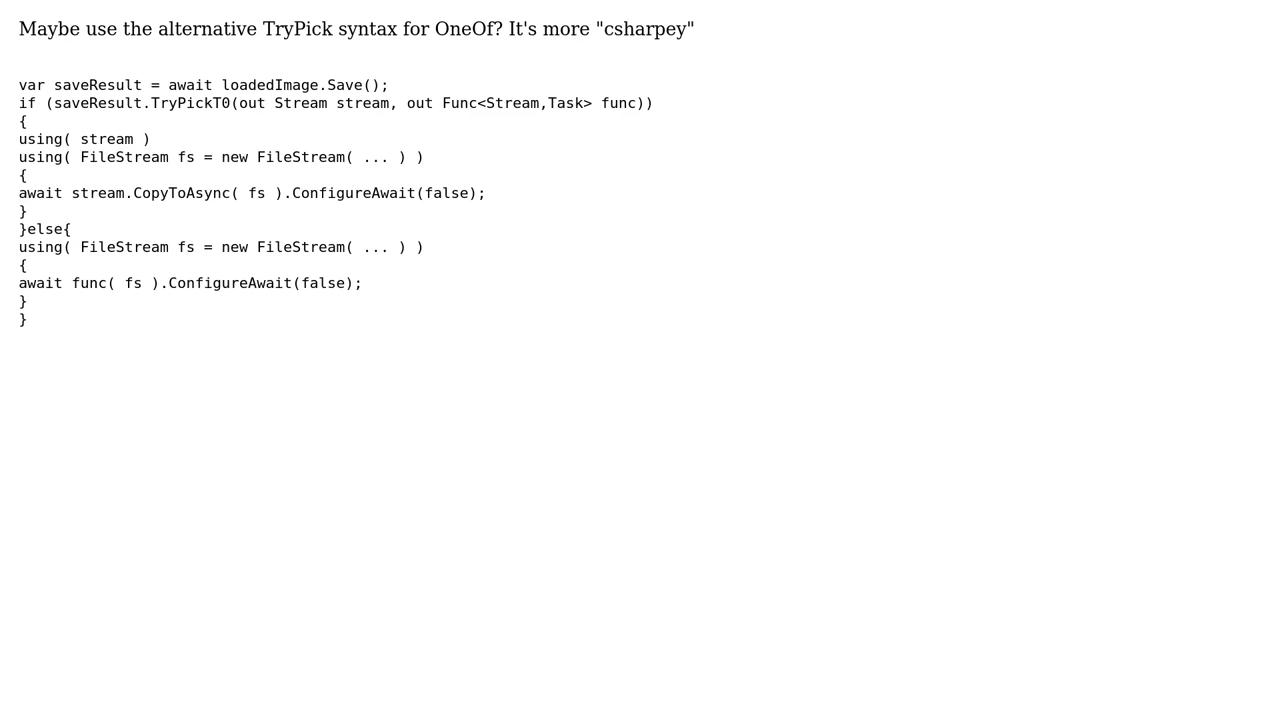 Maybe use the alternative TryPick syntax for OneOf? It's more "csharpey"
var saveResult = await loadedImage.Save();
if (saveResult.TryPickT0(out Stream stream, out Func<Stream,Task> func))
{
using( stream )
using( FileStream fs = new FileStream( ... ) )
{
await stream.CopyToAsync( fs ).ConfigureAwait(false);
}
}else{
using( FileStream fs = new FileStream( ... ) )
{
await func( fs ).ConfigureAwait(false);
}
}